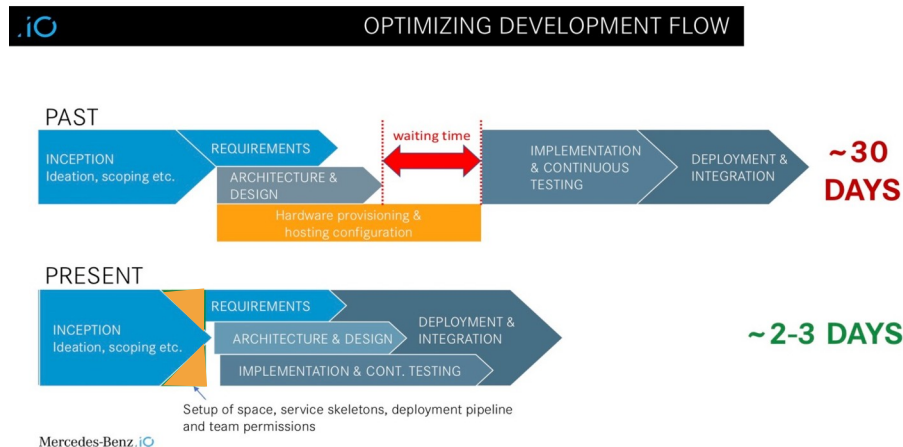 .iO
OPTIMIZING DEVELOPMENT FLOW
PAST
INCEPTION
Ideation, scoping etc.
REQUIREMENTS
ARCHITECTURE &
DESIGN
waiting time
Hardware provisioning &
hosting configuration
IMPLEMENTATION
& CONTINUOUS
TESTING
DEPLOYMENT &
INTEGRATION
~30
DAYS
PRESENT
INCEPTION
Ideation, scoping etc.
REQUIREMENTS
ARCHITECTURE & DESIGN
IMPLEMENTATION & CONT. TESTING
DEPLOYMENT &
INTEGRATION
~2-3 DAYS
Setup of space, service skeletons, deployment pipeline
and team permissions
Mercedes-Benz.iO